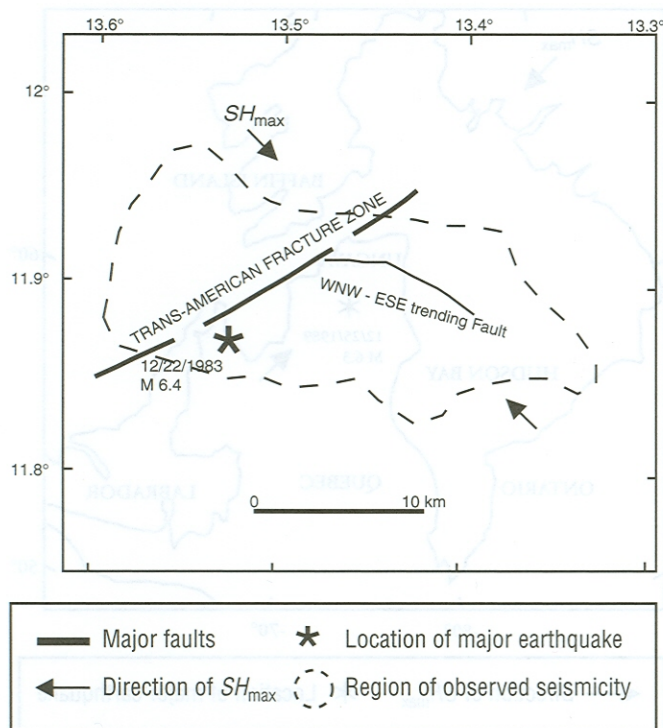 13.6° 13.5° 13.4° 13.3°
12°
SHmax
TRANS-AMERICAN FRACTURE ZONE
11.9°
WNW - ESE trending Fault
12/22/1983
M 6.4
11.8°
0 10 km
Major faults
Location of major earthquake
Direction of SHmax
Region of observed seismicity